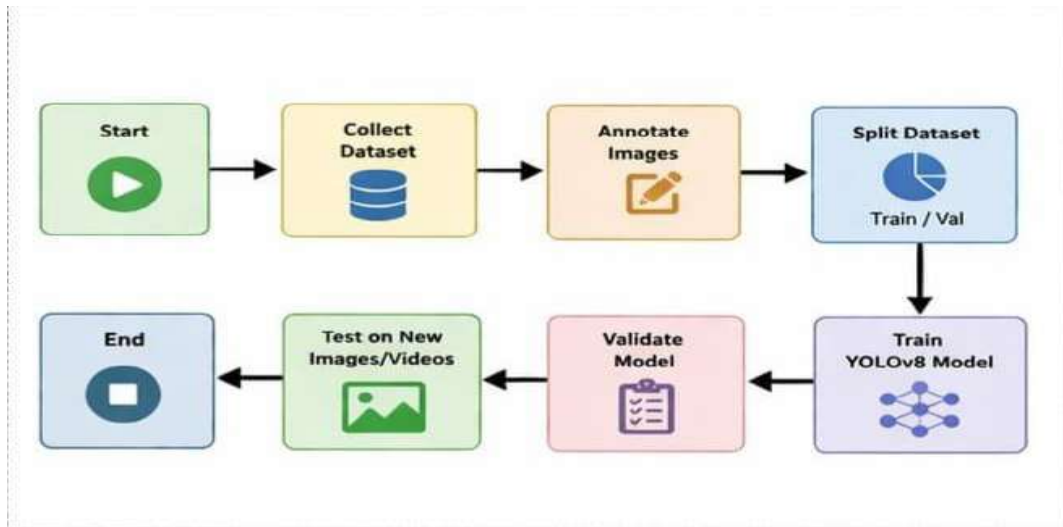 Start
Collect
Dataset
Annotate
Images
Split Dataset
Train / Val
Train
YOLOv8 Model
Validate
Model
Test on New
Images/Videos
End